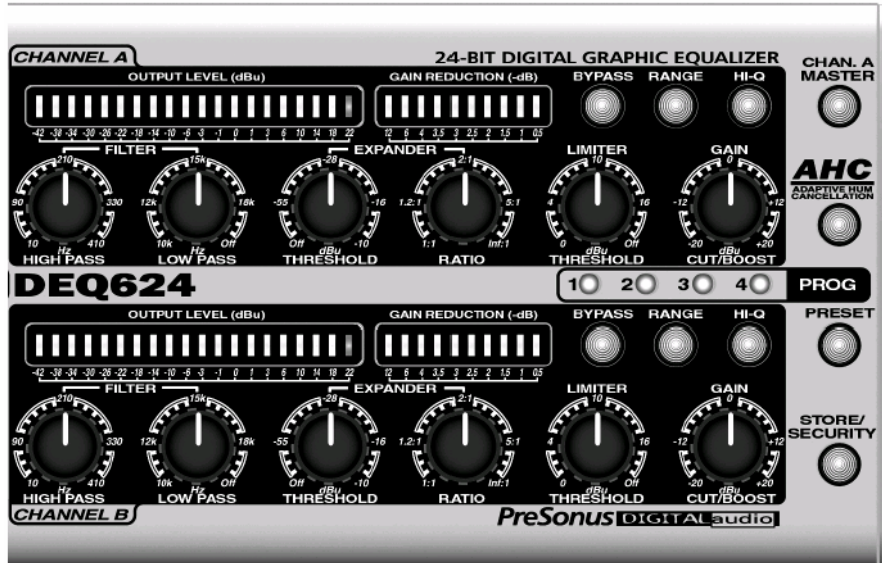 CHANNEL A
24-BIT DIGITAL GRAPHIC EQUALIZER
CHAN. A
MASTER
OUTPUT LEVEL (dBu)
GAIN REDUCTION (-dB)
BYPASS RANGE HI-Q
-42 -38 -34 -30 -26 -22 -18 -14 -10 -6 -3 -1 0 1 3 6 10 14 18 22
12 6 4 3.5 3 2.5 2 1.5 1 0.5
FILTER
EXPANDER
LIMITER
GAIN
210 15k -28 2:1 10 0
AHC
ADAPTIVE HUM
CANCELLATION
90 330 12k 18k -55 -16 1.2:1 5:1 4 16 -12 +12
10 Hz 410 10k Hz Off Off dBu -10 1:1 Inf:1 0 dBu Off -20 dBu +20
HIGH PASS LOW PASS THRESHOLD RATIO THRESHOLD CUT/BOOST
DEQ624
1 2 3 4 PROG
OUTPUT LEVEL (dBu)
GAIN REDUCTION (-dB)
BYPASS RANGE HI-Q
PRESET
-42 -38 -34 -30 -26 -22 -18 -14 -10 -6 -3 -1 0 1 3 6 10 14 18 22
12 6 4 3.5 3 2.5 2 1.5 1 0.5
FILTER
EXPANDER
LIMITER
GAIN
210 15k -28 2:1 10 0
STORE/
SECURITY
90 330 12k 18k -55 -16 1.2:1 5:1 4 16 -12 +12
10 Hz 410 10k Hz Off Off dBu -10 1:1 Inf:1 0 dBu Off -20 dBu +20
HIGH PASS LOW PASS THRESHOLD RATIO THRESHOLD CUT/BOOST
CHANNEL B
PreSonus DIGITALaudio